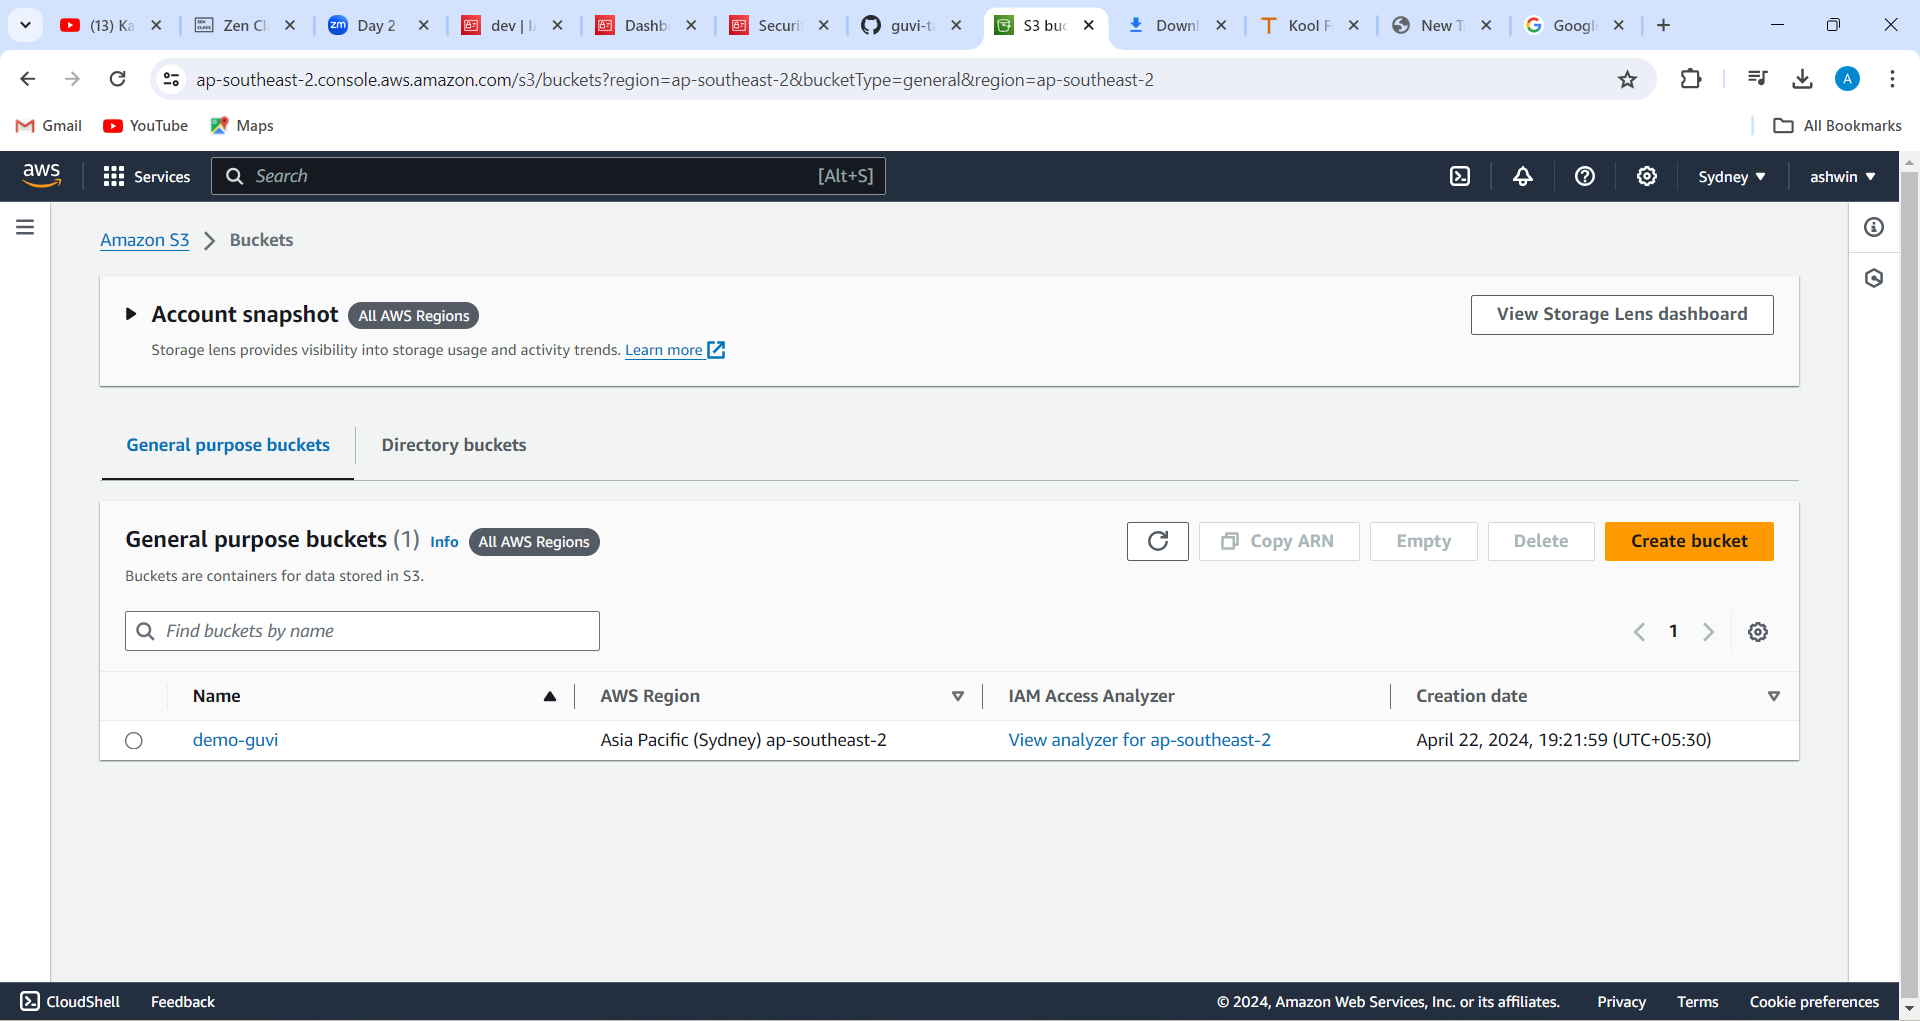 (13) Ka
Zen Cl
zm Day 2
dev | I
Dashb
Securi
guvi-t
S3 buc
Downl
Kool F
New T
Google
ap-southeast-2.console.aws.amazon.com/s3/buckets?region=ap-southeast-2&bucketType=general&region=ap-southeast-2
A
Gmail YouTube Maps All Bookmarks
aws Services Search [Alt+S] Sydney ashwin
Amazon S3 Buckets
Account snapshot All AWS Regions View Storage Lens dashboard
Storage lens provides visibility into storage usage and activity trends. Learn more
General purpose buckets Directory buckets
General purpose buckets (1) Info All AWS Regions Copy ARN Empty Delete Create bucket
Buckets are containers for data stored in S3.
Find buckets by name 1
Name AWS Region IAM Access Analyzer Creation date
demo-guvi Asia Pacific (Sydney) ap-southeast-2 View analyzer for ap-southeast-2 April 22, 2024, 19:21:59 (UTC+05:30)
CloudShell Feedback © 2024, Amazon Web Services, Inc. or its affiliates. Privacy Terms Cookie preferences